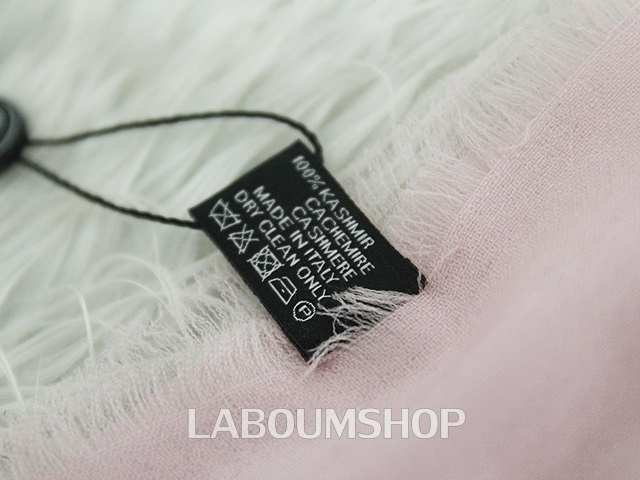 100% KASHMIR
CACHEMIRE
CASHMERE
MADE IN ITALY
DRY CLEAN ONLY
P
LABOUMSHOP